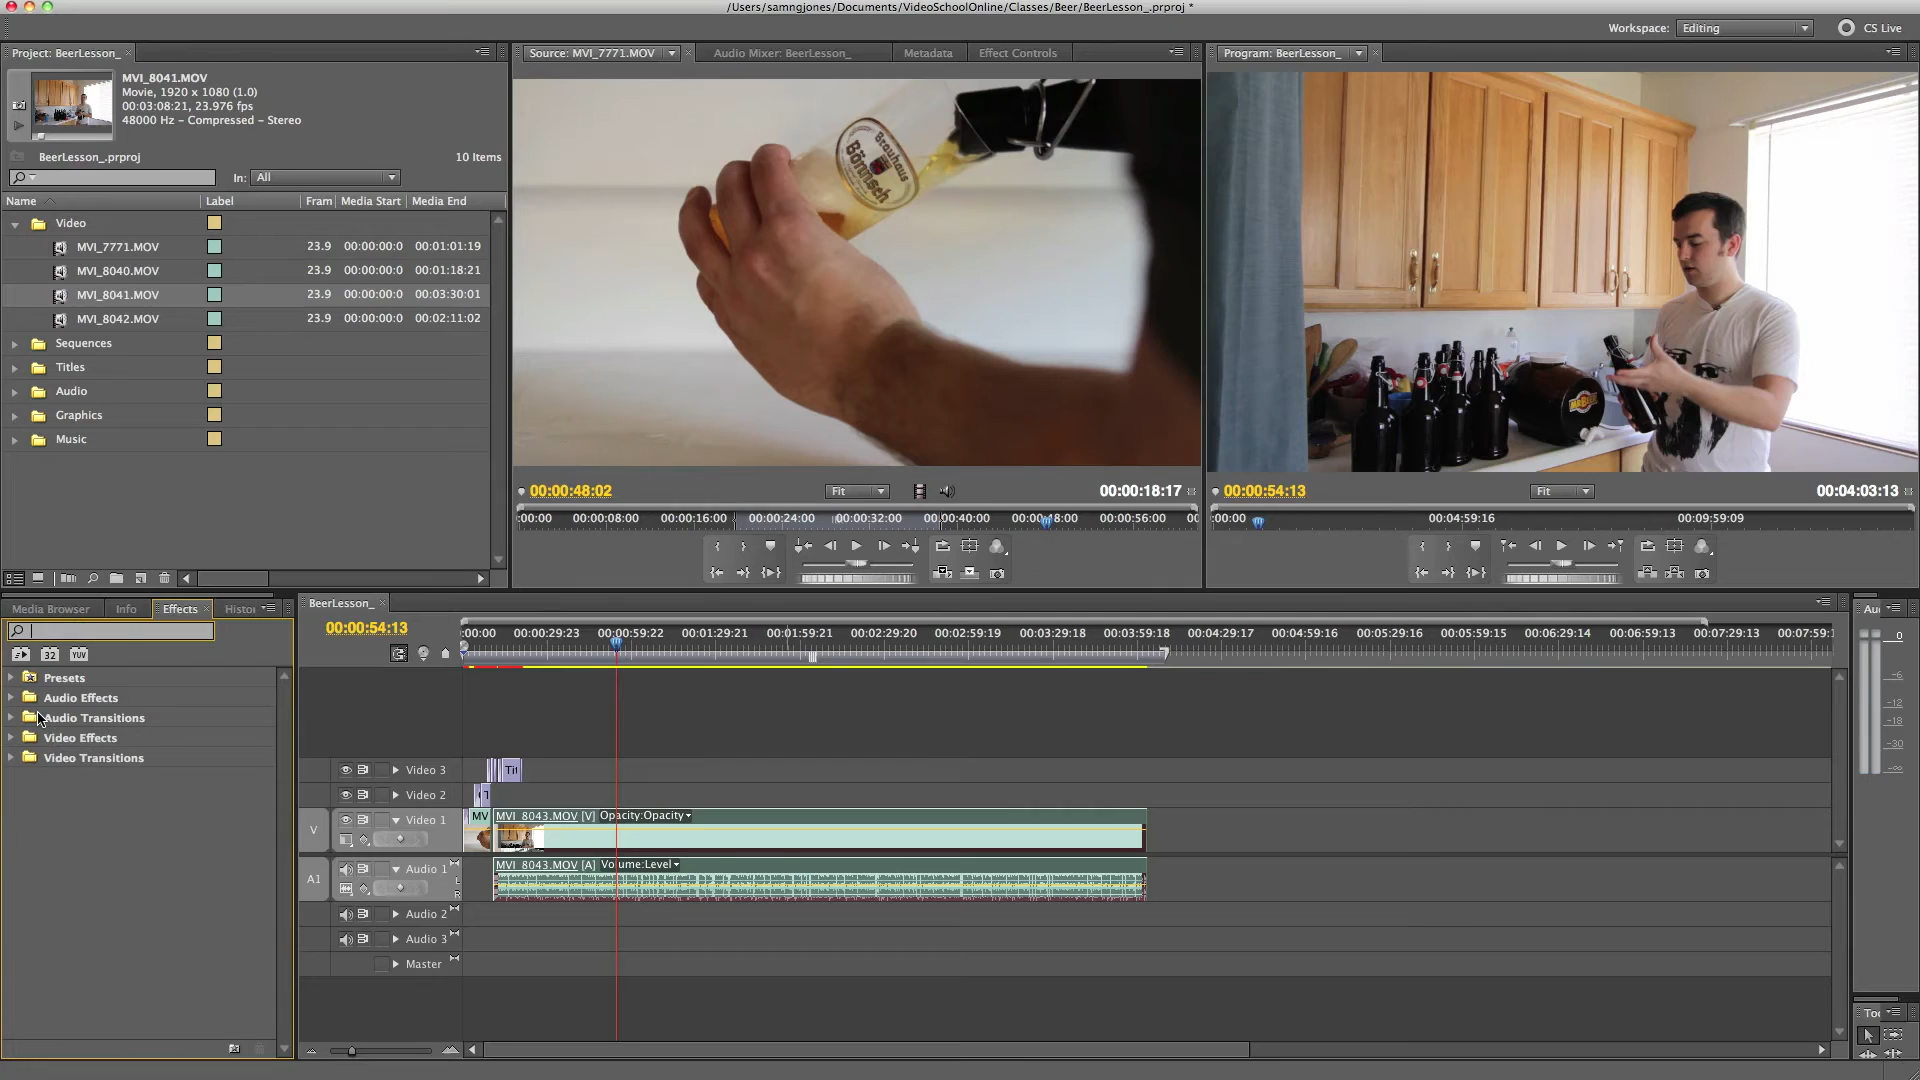 /Users/samngjones/Documents/VideoSchoolOnline/Classes/Beer/BeerLesson_.prproj *
Workspace: Editing CS Live
Project: BeerLesson_
MVI_8041.MOV
Movie, 1920 x 1080 (1.0)
00:03:08:21, 23.976 fps
48000 Hz - Compressed - Stereo
BeerLesson_.prproj 10 Items
In: All
Name Label Fram Media Start Media End
Video
MVI_7771.MOV 23.9 00:00:00:0 00:01:01:19
MVI_8040.MOV 23.9 00:00:00:0 00:01:18:21
MVI_8041.MOV 23.9 00:00:00:0 00:03:30:01
MVI_8042.MOV 23.9 00:00:00:0 00:02:11:02
Sequences
Titles
Audio
Graphics
Music
Source: MVI_7771.MOV Audio Mixer: BeerLesson_ Metadata Effect Controls
Brauhaus
Bönnsch
00:00:48:02 Fit 00:00:18:17
:00:00 00:00:08:00 00:00:16:00 00:00:24:00 00:00:32:00 00:00:40:00 00:00:48:00 00:00:56:00 00
Program: BeerLesson_
00:00:54:13 Fit 00:04:03:13
:00:00 00:04:59:16 00:09:59:09
Media Browser Info Effects Histor
32 YUV
Presets
Audio Effects
Audio Transitions
Video Effects
Video Transitions
BeerLesson_
00:00:54:13
:00:00 00:00:29:23 00:00:59:22 00:01:29:21 00:01:59:21 00:02:29:20 00:02:59:19 00:03:29:18 00:03:59:18 00:04:29:17 00:04:59:16 00:05:29:16 00:05:59:15 00:06:29:14 00:06:59:13 00:07:29:13 00:07:59:1
Video 3 Tit
Video 2 T
V Video 1 MV MVI_8043.MOV [V] Opacity:Opacity
A1 Audio 1 L R MVI_8043.MOV [A] Volume:Level
Audio 2
Audio 3
Master
Au
0
-6
-12
-18
-30
-∞
Too